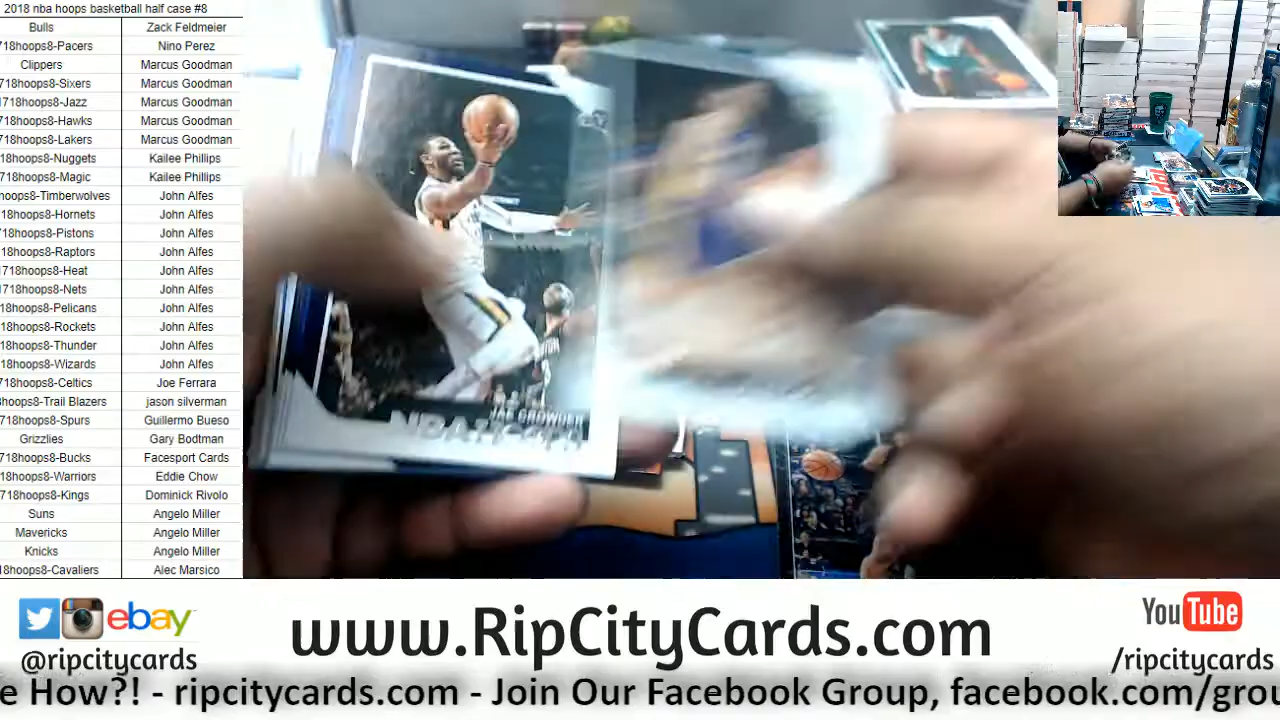 2018 nba hoops basketball half case #8
Bulls Zack Feldmeier
718hoops8-Pacers Nino Perez
Clippers Marcus Goodman
718hoops8-Sixers Marcus Goodman
1718hoops8-Jazz Marcus Goodman
718hoops8-Hawks Marcus Goodman
718hoops8-Lakers Marcus Goodman
18hoops8-Nuggets Kailee Phillips
718hoops8-Magic Kailee Phillips
hoops8-Timberwolves John Alfes
18hoops8-Hornets John Alfes
718hoops8-Pistons John Alfes
18hoops8-Raptors John Alfes
1718hoops8-Heat John Alfes
1718hoops8-Nets John Alfes
18hoops8-Pelicans John Alfes
18hoops8-Rockets John Alfes
18hoops8-Thunder John Alfes
18hoops8-Wizards John Alfes
718hoops8-Celtics Joe Ferrara
hoops8-Trail Blazers jason silverman
718hoops8-Spurs Guillermo Bueso
Grizzlies Gary Bodtman
718hoops8-Bucks Facesport Cards
18hoops8-Warriors Eddie Chow
718hoops8-Kings Dominick Rivolo
Suns Angelo Miller
Mavericks Angelo Miller
Knicks Angelo Miller
18hoops8-Cavaliers Alec Marsico
JAE CROWDER
NBA
ebay
@ripcitycards
www.RipCityCards.com
YouTube
/ripcitycards
e How?! - ripcitycards.com - Join Our Facebook Group, facebook.com/grou